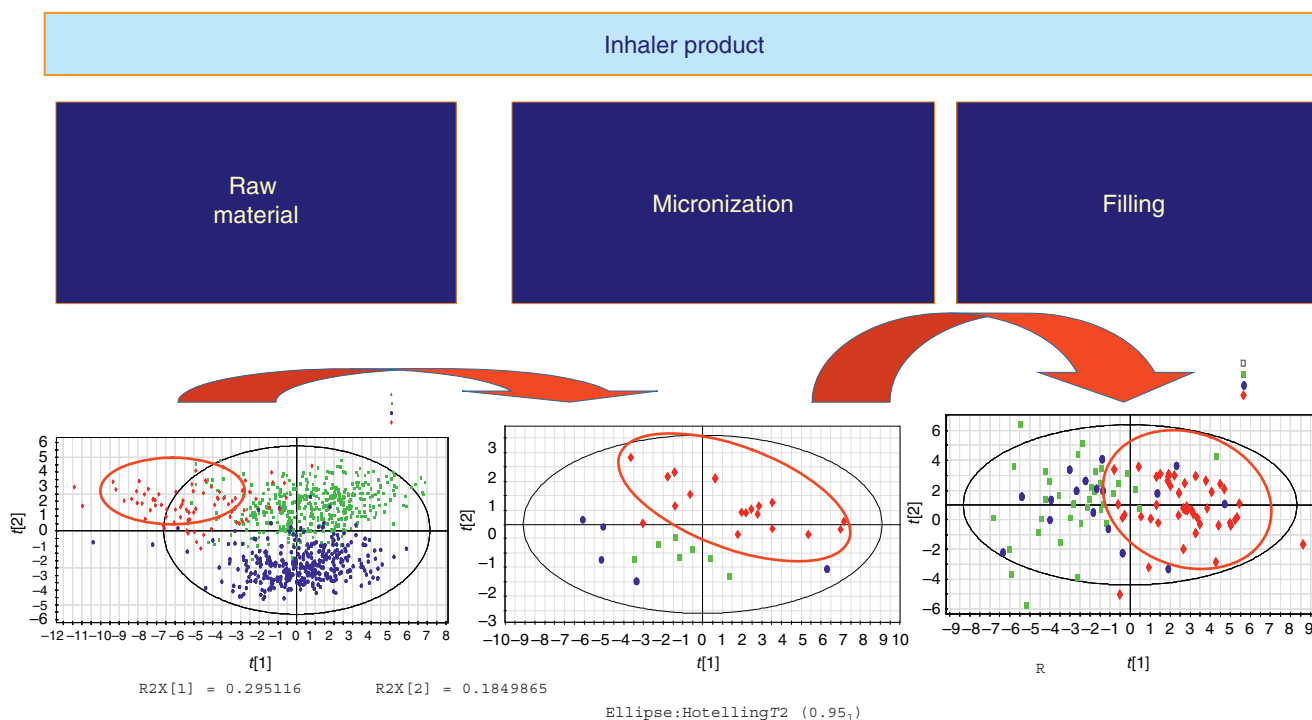 Inhaler product
Raw
material
Micronization
Filling
6
5
4
3
2
1
0
−1
−2
−3
−4
−5
−6
t[2]
−12 −11−10−9 −8 −7 −6 −5 −4 −3 −2 −1 0 1 2 3 4 5 6 7 8
t[1]
3
2
1
0
−1
−2
−3
t[2]
−10 −9 −8 −7 −6 −5 −4 −3 −2 −1 0 1 2 3 4 5 6 7 8 9 10
t[1]
6
4
2
0
−2
−4
−6
t[2]
−9 −8 −7 −6 −5 −4 −3 −2 −1 0 1 2 3 4 5 6 7 8 9
t[1]
R
R2X[1] = 0.295116 R2X[2] = 0.1849865
Ellipse:HotellingT2 (0.95₁)